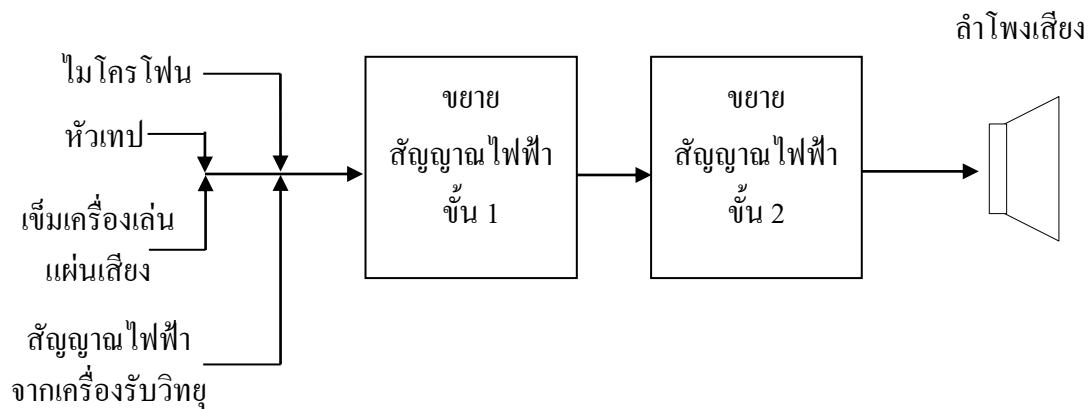 ลำโพงเสียง
ไมโครโฟน
หัวเทป
เข็มเครื่องเล่น
แผ่นเสียง
สัญญาณไฟฟ้า
จากเครื่องรับวิทยุ
ขยาย
สัญญาณไฟฟ้า
ขั้น 1
ขยาย
สัญญาณไฟฟ้า
ขั้น 2